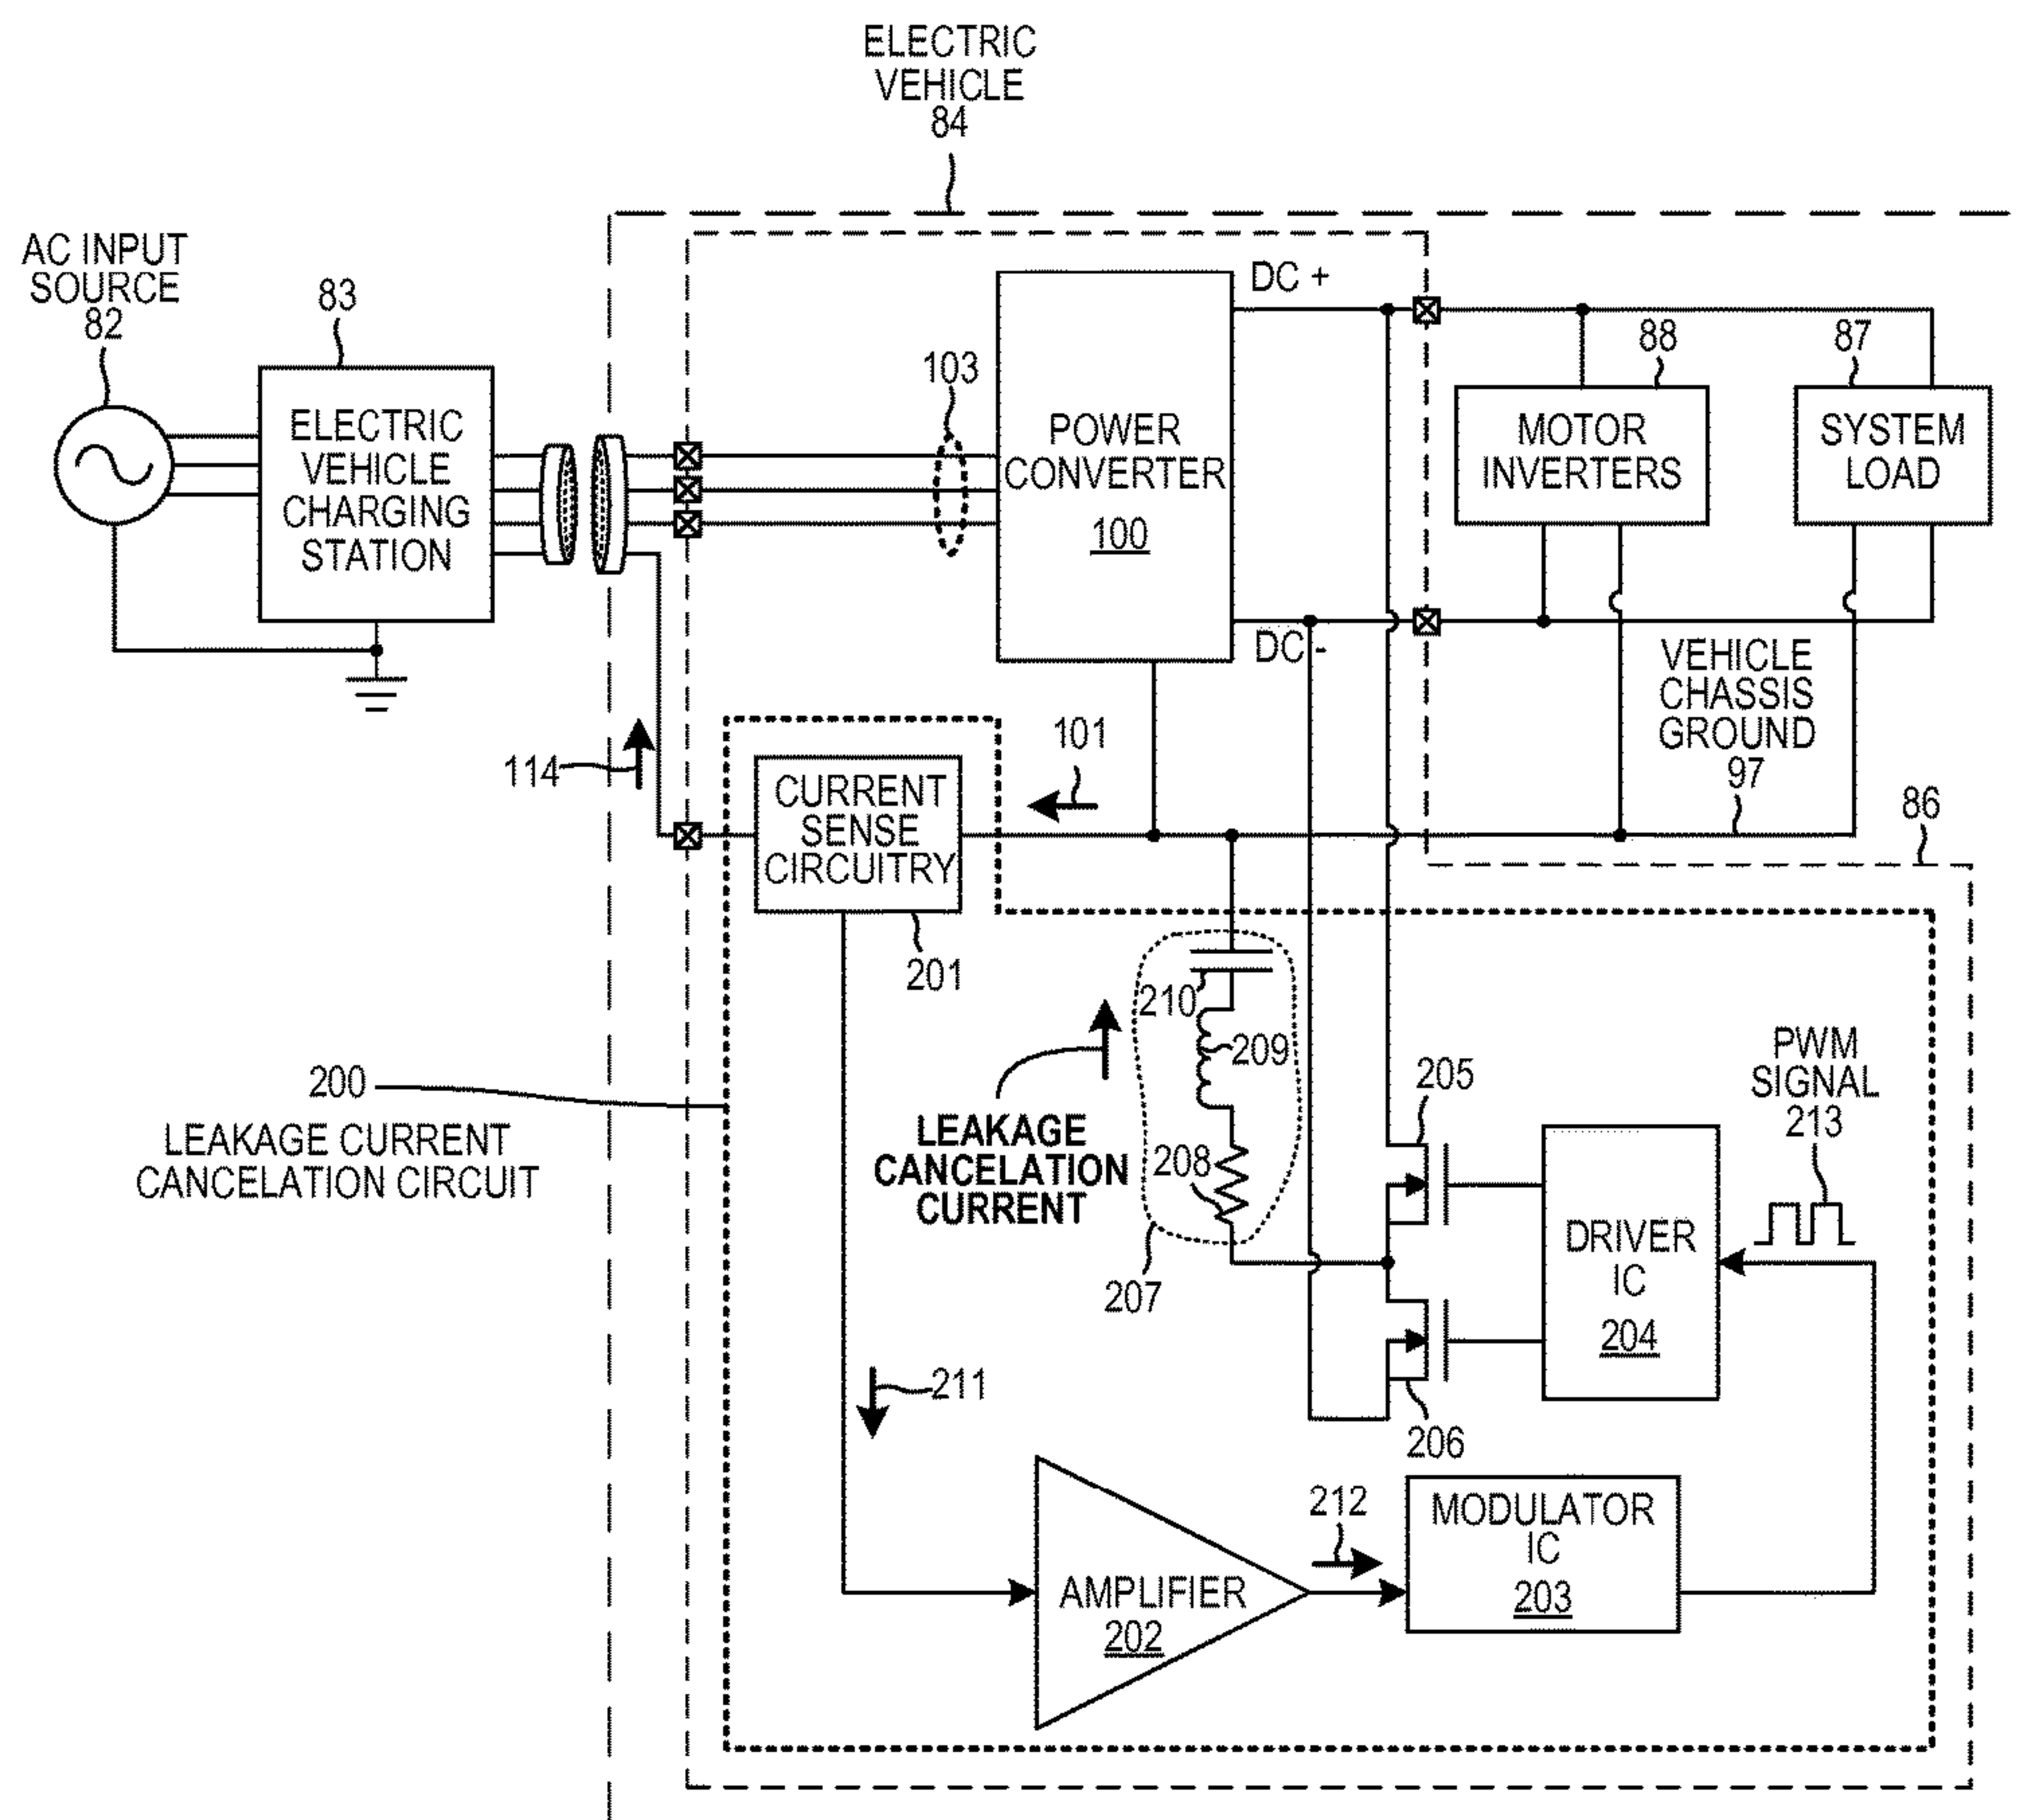 ELECTRIC
VEHICLE
84
AC INPUT
SOURCE
82
83
ELECTRIC
VEHICLE
CHARGING
STATION
103
POWER
CONVERTER
100
DC +
DC -
88
MOTOR
INVERTERS
87
SYSTEM
LOAD
VEHICLE
CHASSIS
GROUND
97
86
114
101
CURRENT
SENSE
CIRCUITRY
201
210
209
208
207
LEAKAGE
CANCELATION
CURRENT
200
LEAKAGE CURRENT
CANCELATION CIRCUIT
205
206
PWM
SIGNAL
213
DRIVER
IC
204
211
AMPLIFIER
202
212
MODULATOR
IC
203